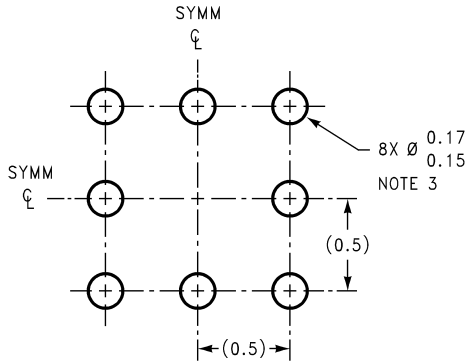 SYMM
℄
8X Ø 0.17
0.15
NOTE 3
SYMM
℄
(0.5)
(0.5)